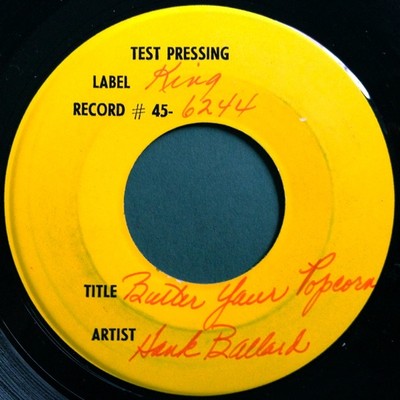 TEST PRESSING
LABEL King
RECORD # 45-6244
TITLE Butter Your Popcorn
ARTIST Hank Ballard